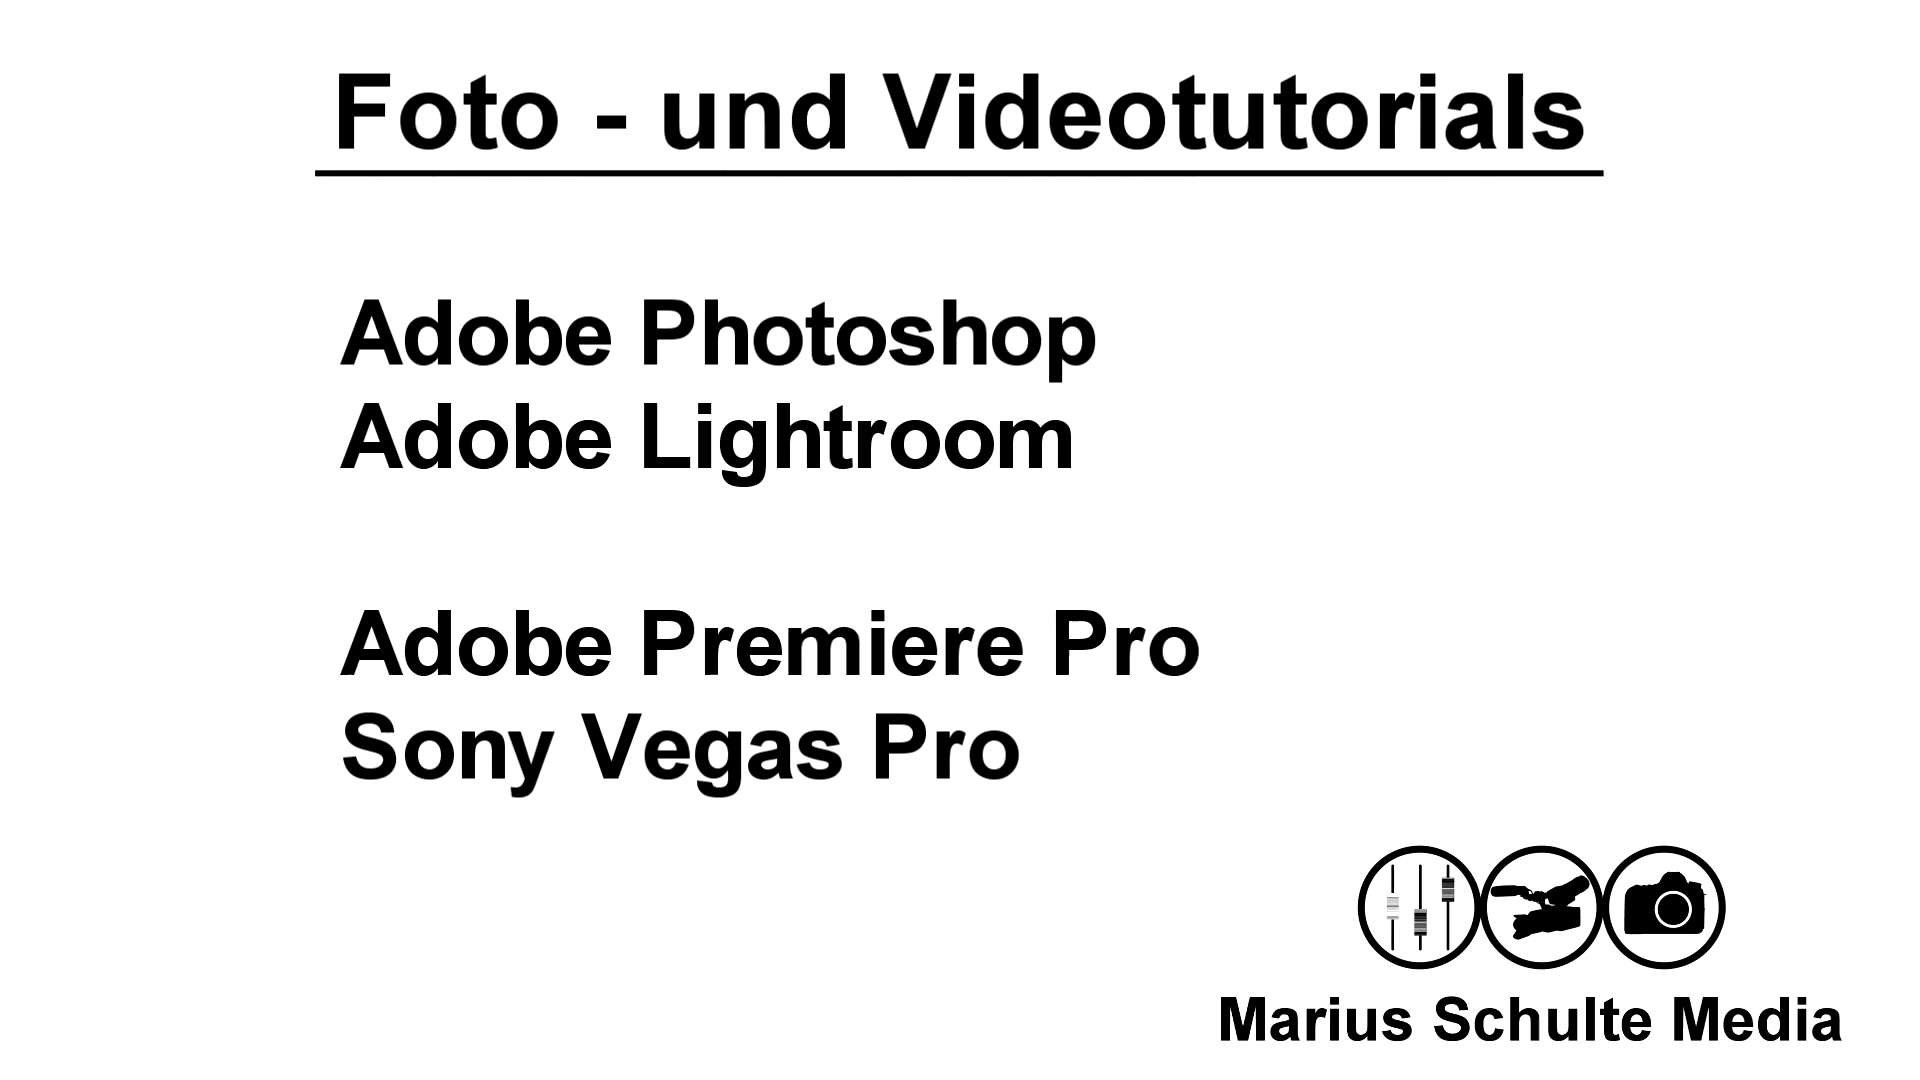 Foto - und Videotutorials
Adobe Photoshop
Adobe Lightroom
Adobe Premiere Pro
Sony Vegas Pro
Marius Schulte Media